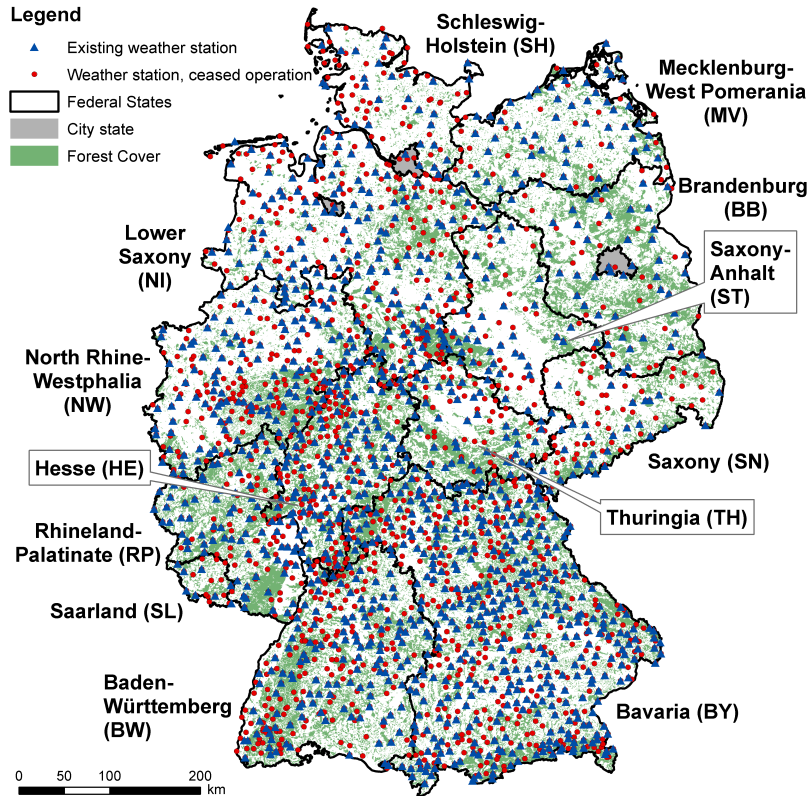 Legend
Existing weather station
Weather station, ceased operation
Federal States
City state
Forest Cover
Schleswig-
Holstein (SH)
Mecklenburg-
West Pomerania
(MV)
Brandenburg
(BB)
Saxony-
Anhalt
(ST)
Lower
Saxony
(NI)
North Rhine-
Westphalia
(NW)
Hesse (HE)
Saxony (SN)
Thuringia (TH)
Rhineland-
Palatinate (RP)
Saarland (SL)
Baden-
Württemberg
(BW)
Bavaria (BY)
0 50 100 200
km